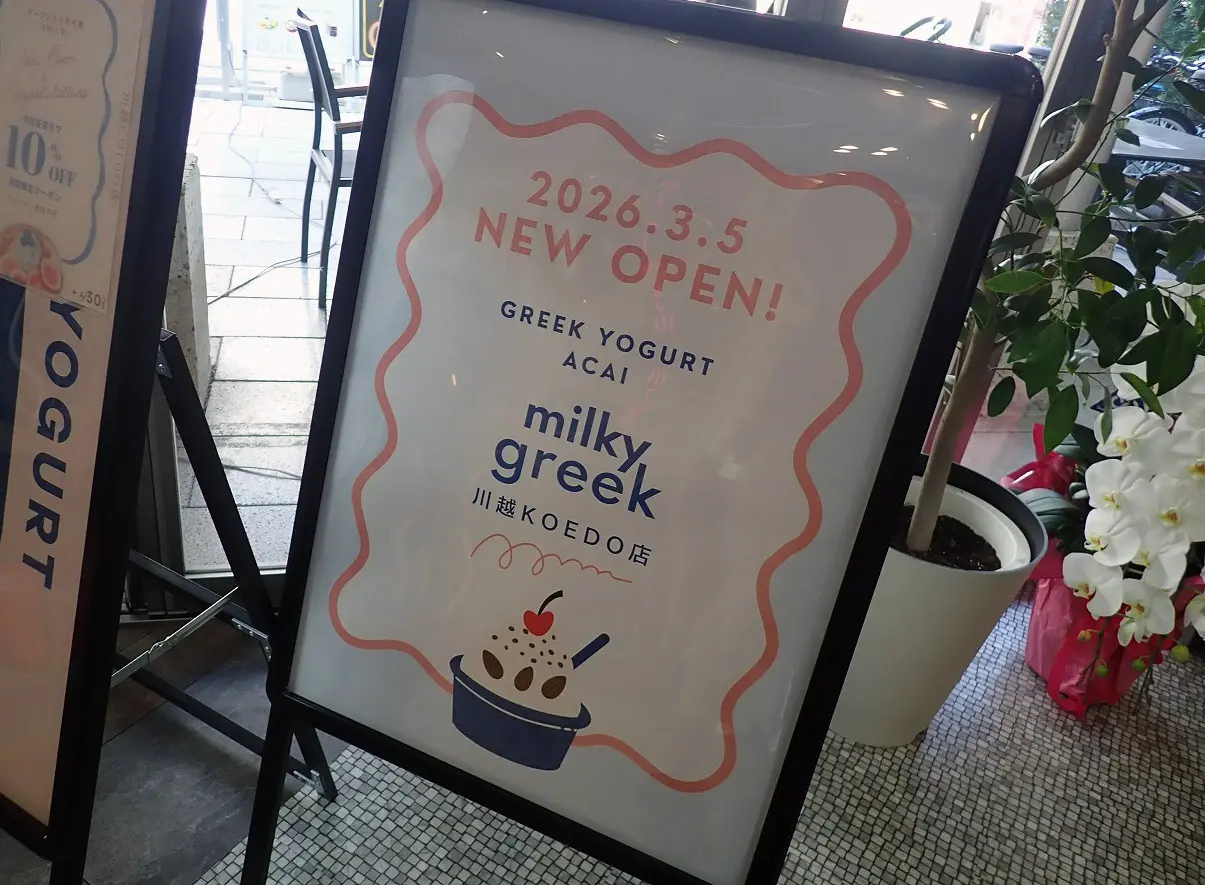 10% OFF
YOGURT
2026.3.5
NEW OPEN!
GREEK YOGURT
ACAI
milky
greek
川越KOEDO店